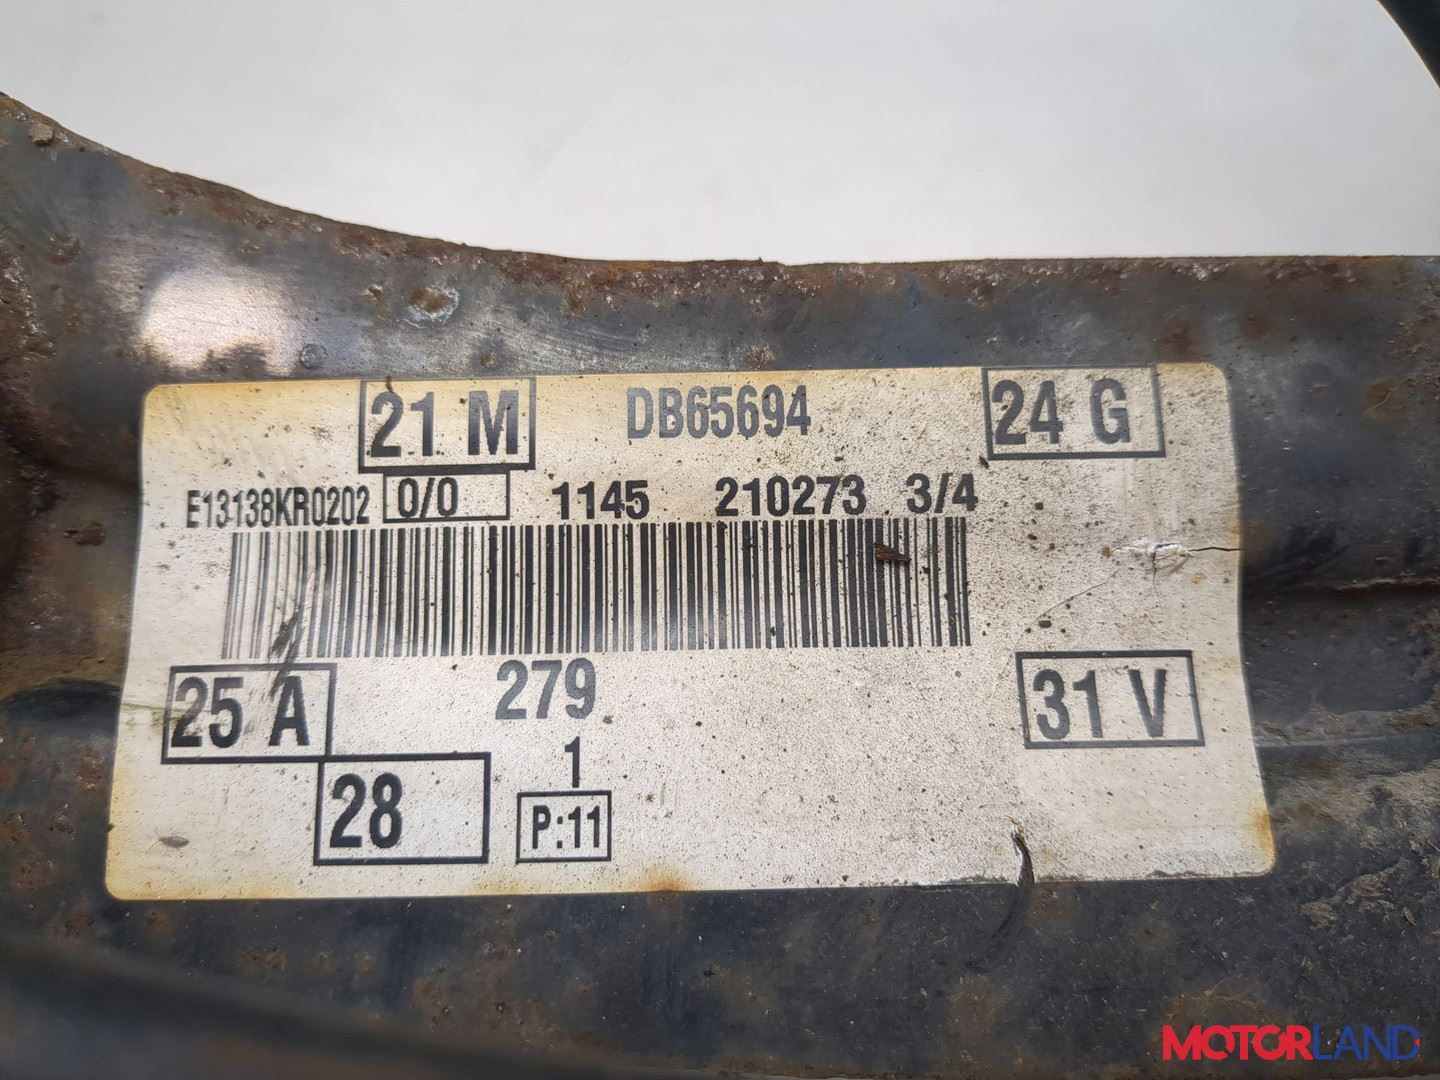 21 M DB65694 24 G
E13138KR0202 0/0 1145 210273 3/4
25 A 279 31 V
1
28 P:11
MOTORLAND